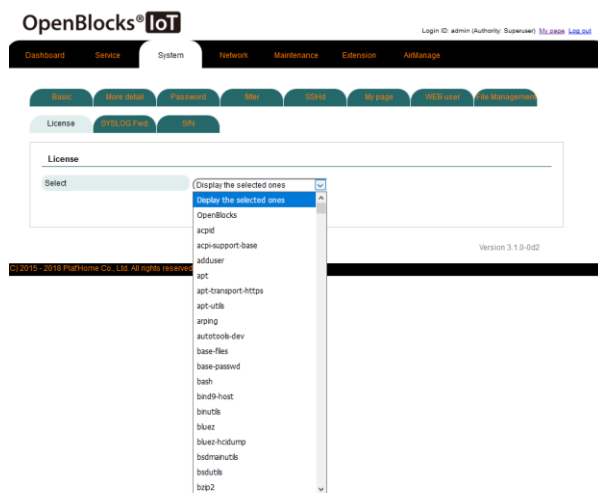 OpenBlocks® IoT
Login ID: admin (Authority: Superuser) My page Log out
Dashboard Service System Network Maintenance Extension AirManage
Basic More detail Password filter SSHd My page WEB user File Management
License SYSLOG Fwd S/N
License
Select Display the selected ones
Display the selected ones
OpenBlocks
acpid
acpi-support-base
adduser
apt
apt-transport-https
apt-utils
arping
autotools-dev
base-files
base-passwd
bash
bind9-host
binutils
bluez
bluez-hcidump
bsdmainutils
bsdutils
bzip2
Version 3.1.0-0d2
C) 2015 - 2018 Plat'Home Co., Ltd. All rights reserved